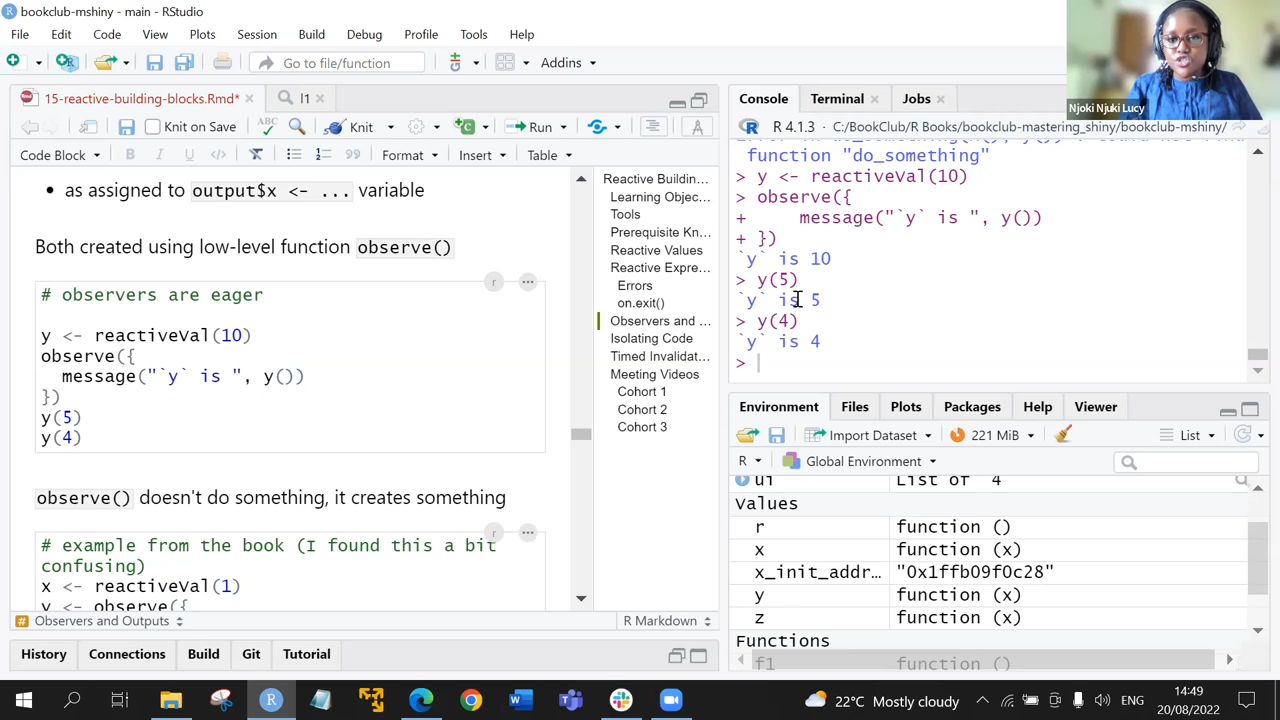 bookclub-mshiny - main - RStudio
File Edit Code View Plots Session Build Debug Profile Tools Help
Go to file/function
Addins
15-reactive-building-blocks.Rmd*
l1
Knit on Save
ABC
Knit
Run
Code Block
B I U
Format
Insert
Table
• as assigned to output$x <- ... variable
Both created using low-level function observe()
# observers are eager
y <- reactiveVal(10)
observe({
message("`y` is ", y())
})
y(5)
y(4)
observe() doesn't do something, it creates something
# example from the book (I found this a bit
confusing)
x <- reactiveVal(1)
y <- observe({
Reactive Buildin...
Learning Objec...
Tools
Prerequisite Kn...
Reactive Values
Reactive Expre...
Errors
on.exit()
Observers and ...
Isolating Code
Timed Invalidat...
Meeting Videos
Cohort 1
Cohort 2
Cohort 3
# Observers and Outputs
R Markdown
History Connections Build Git Tutorial
Njoki Njuki Lucy
Console Terminal Jobs
R 4.1.3 · C:/BookClub/R Books/bookclub-mastering_shiny/bookclub-mshiny/
function "do_something"
> y <- reactiveVal(10)
> observe({
+ message("`y` is ", y())
+ })
`y` is 10
> y(5)
`y` is 5
> y(4)
`y` is 4
>
Environment Files Plots Packages Help Viewer
Import Dataset
221 MiB
List
R
Global Environment
ui List of 4
Values
r function ()
x function (x)
x_init_addr... "0x1ffb09f0c28"
y function (x)
z function (x)
Functions
f1 function ()
22°C Mostly cloudy
ENG
14:49
20/08/2022